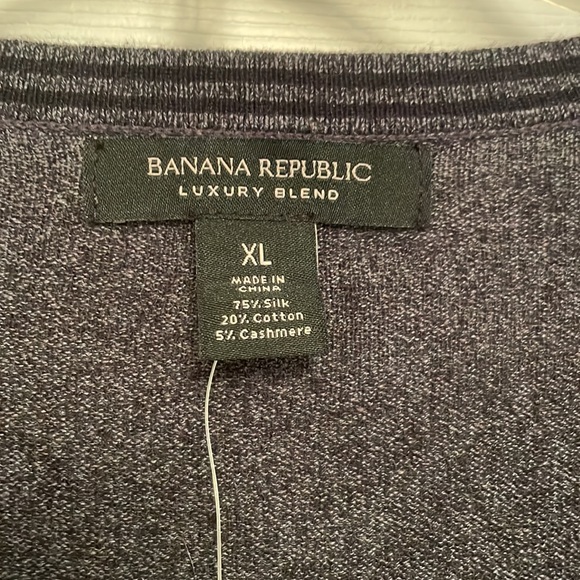 BANANA REPUBLIC
LUXURY BLEND
XL
MADE IN
CHINA
75% Silk
20% Cotton
5% Cashmere